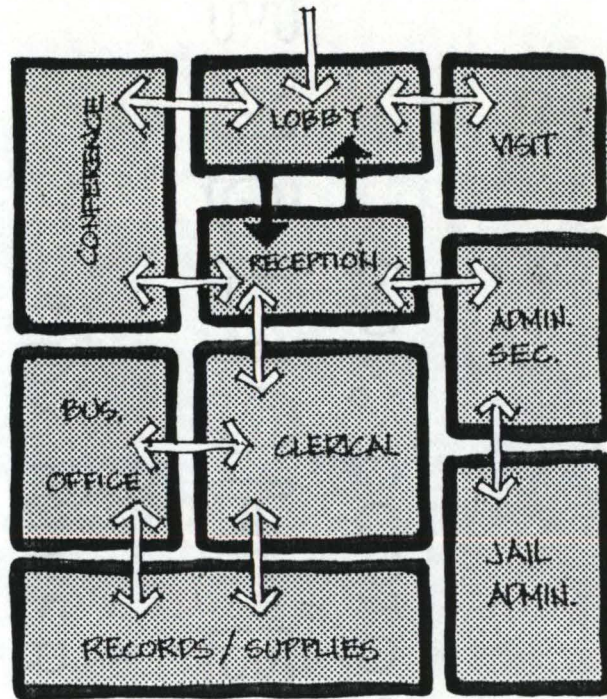 CONFERENCE
LOBBY
VISIT
RECEPTION
ADMIN.
SEC.
BUS.
OFFICE
CLERICAL
JAIL
ADMIN.
RECORDS / SUPPLIES